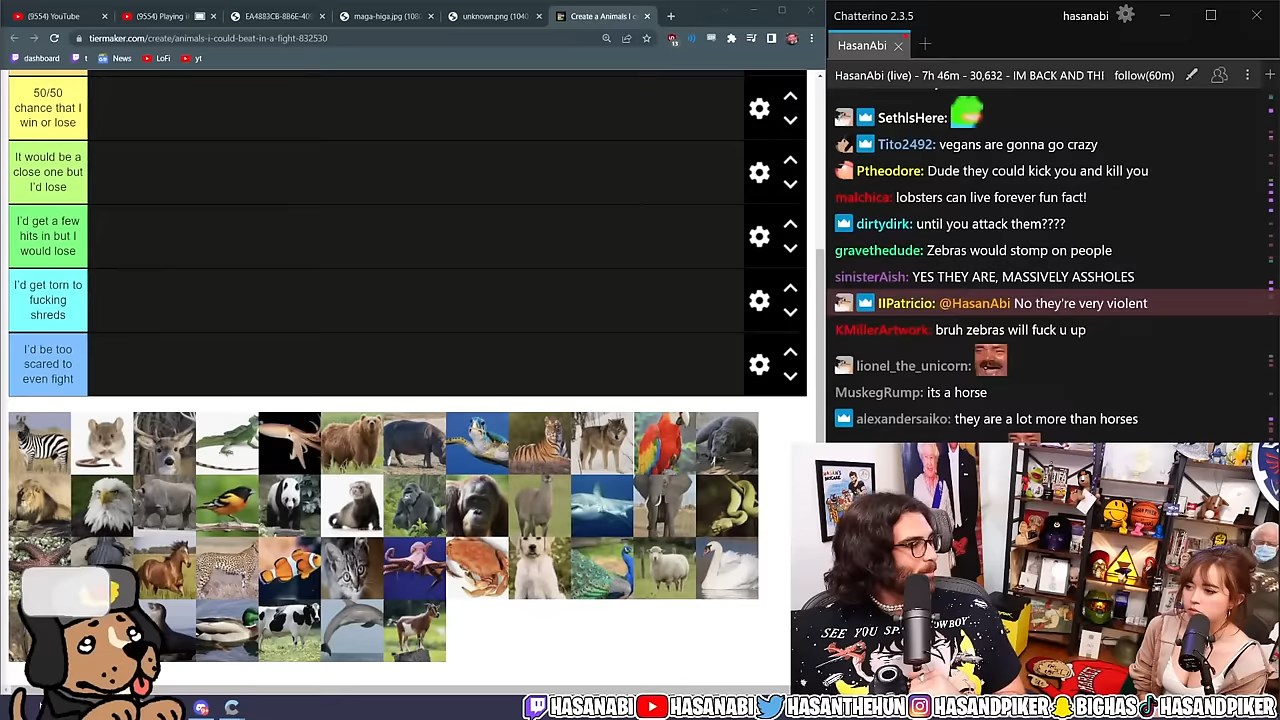 (9554) YouTube
(9554) Playing i
EA4883CB-886E-409
maga-higa.jpg (108
unknown.png (104
Create a Animals I c
tiermaker.com/create/animals-i-could-beat-in-a-fight-832530
dashboard
t
News
LoFi
yt
50/50
chance that I
win or lose
It would be a
close one but
I'd lose
I'd get a few
hits in but I
would lose
I'd get torn to
fucking
shreds
I'd be too
scared to
even fight
Chatterino 2.3.5
hasanabi
HasanAbi
HasanAbi (live) - 7h 46m - 30,632 - IM BACK AND THI
follow(60m)
SethIsHere:
Tito2492: vegans are gonna go crazy
Ptheodore: Dude they could kick you and kill you
malchica: lobsters can live forever fun fact!
dirtydirk: until you attack them????
gravethedude: Zebras would stomp on people
sinisterAish: YES THEY ARE, MASSIVELY ASSHOLES
IIPatricio: @HasanAbi No they're very violent
KMillerArtwork: bruh zebras will fuck u up
lionel_the_unicorn:
MuskegRump: its a horse
alexandersaiko: they are a lot more than horses
SEE YOU SP
COWBOY
HASANABI
HASANABI
HASANTHEHUN
HASANDPIKER
BIGHAS
HASANDPIKER